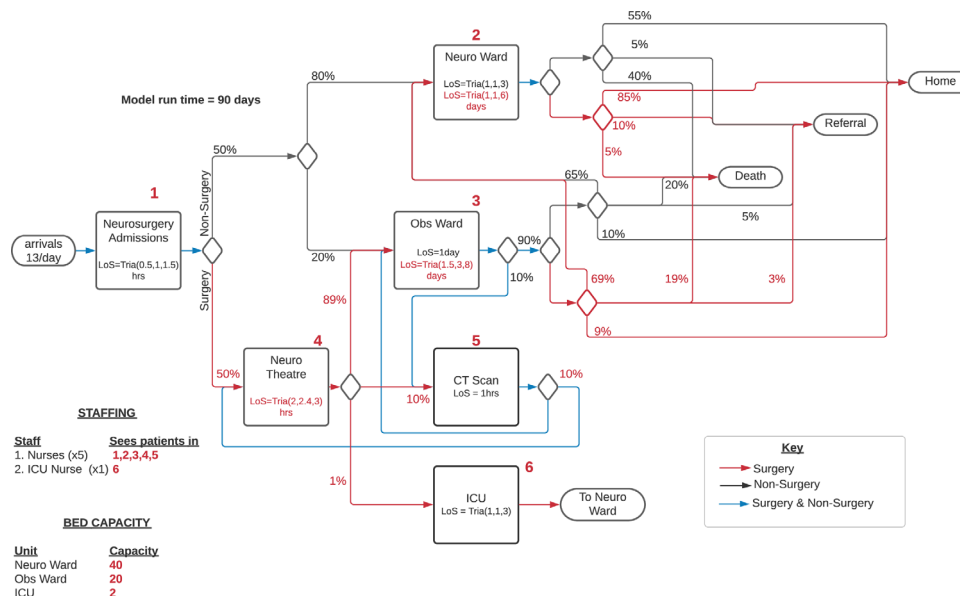 Model run time = 90 days
arrivals
13/day
1
Neurosurgery
Admissions
LoS=Tria(0.5,1,1.5)
hrs
Non-Surgery
Surgery
50%
50%
80%
20%
2
Neuro Ward
LoS=Tria(1,1,3)
LoS=Tria(1,1,6)
days
55%
5%
40%
85%
10%
5%
Home
Referral
Death
3
Obs Ward
LoS=1day
LoS=Tria(1.5,3,8)
days
90%
10%
65%
20%
5%
10%
69%
19%
3%
9%
4
Neuro
Theatre
LoS=Tria(2,2.4,3)
hrs
89%
10%
1%
5
CT Scan
LoS = 1hrs
10%
6
ICU
LoS = Tria(1,1,3)
To Neuro
Ward
STAFFING
Staff Sees patients in
1. Nurses (x5) 1,2,3,4,5
2. ICU Nurse (x1) 6
BED CAPACITY
Unit Capacity
Neuro Ward 40
Obs Ward 20
ICU 2
Key
Surgery
Non-Surgery
Surgery & Non-Surgery